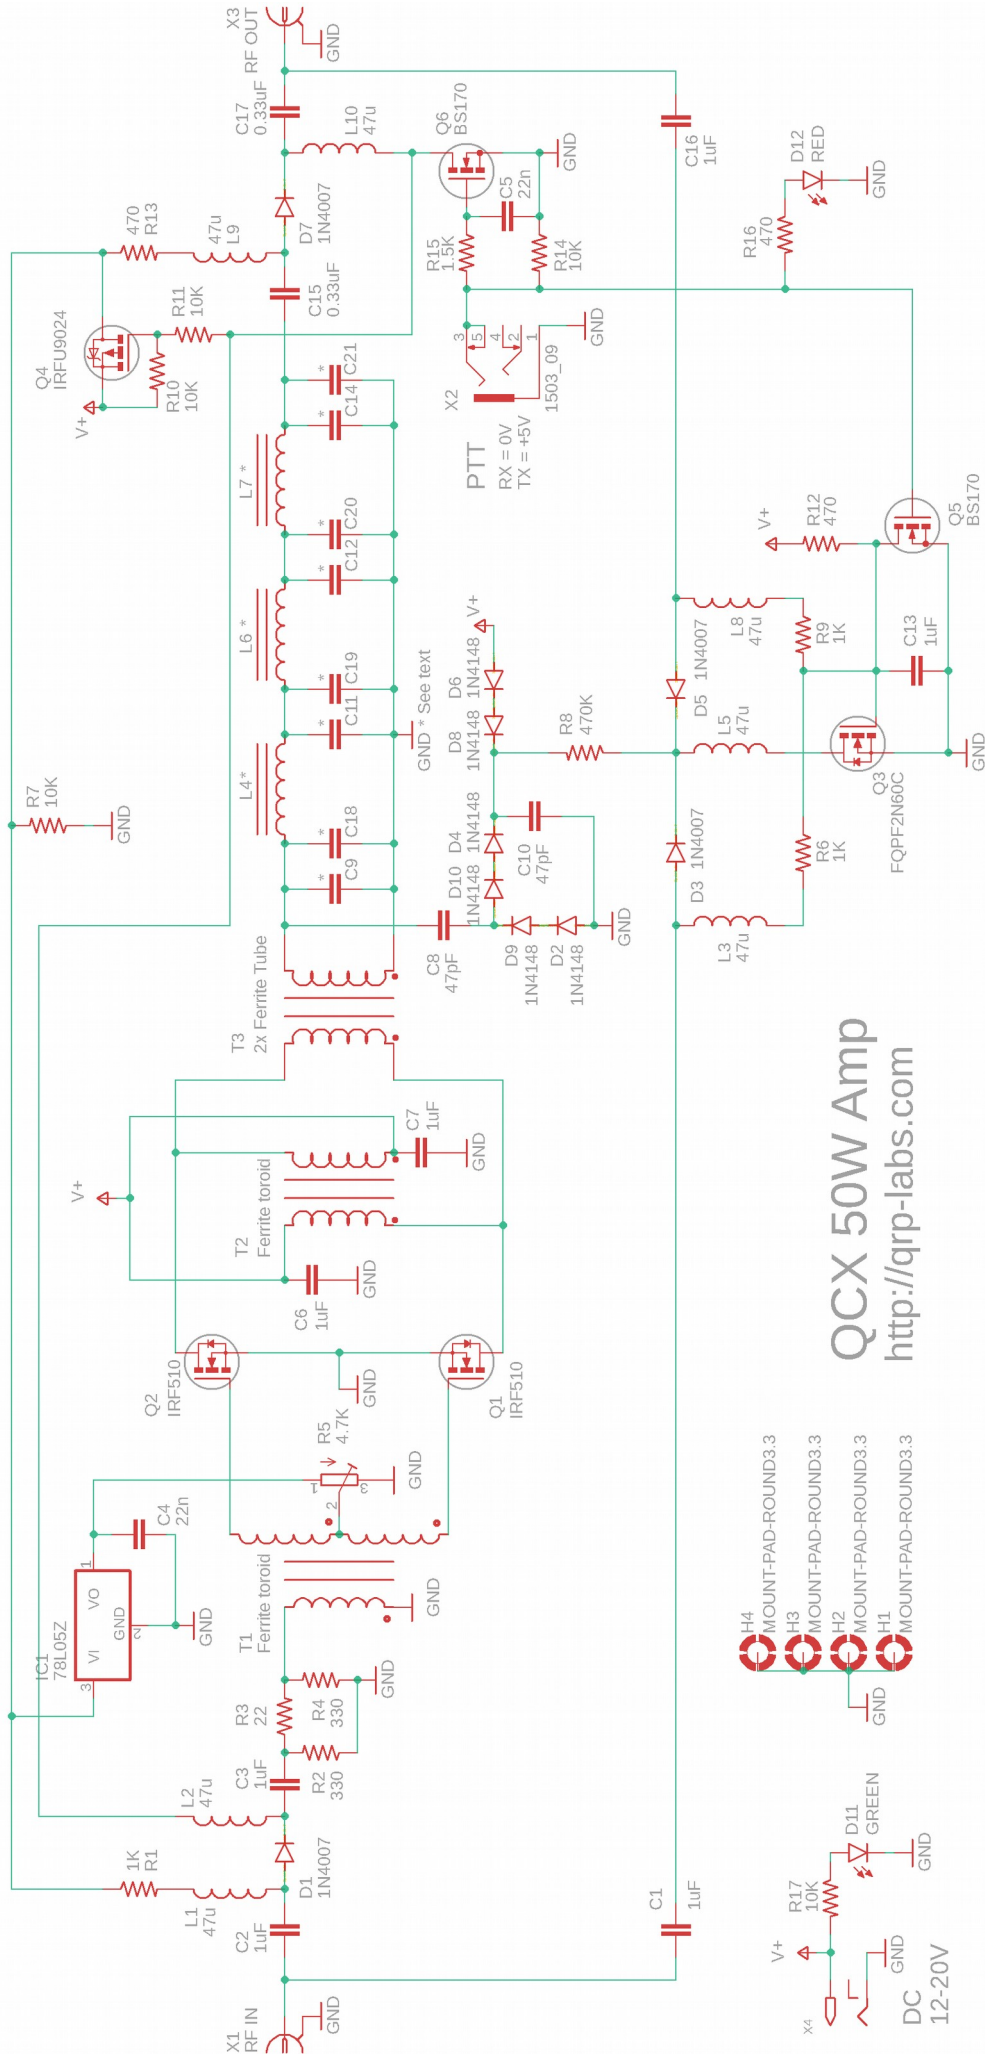 X3
RF OUT
GND
C17
0.33uF
L10
47u
D7
1N4007
470
R13
47u
L9
C15
0.33uF
R11
10K
R10
10K
Q4
IRFU9024
V+
Q6
BS170
GND
C5
22n
R15
1.5K
R14
10K
C16
1uF
D12
RED
GND
R16
470
3
5
4
2
1
GND
X2
1503_09
PTT
RX = 0V
TX = +5V
* C21
* C14
L7 *
* C20
* C12
L6 *
* C19
* C11
GND * See text
L4*
* C18
* C9
R7
10K
GND
V+
D6
1N4148
D8
1N4148
R8
470K
D4
1N4148
D10
1N4148
C10
47pF
C8
47pF
D9
1N4148
D2
1N4148
GND
V+
R12
470
Q5
BS170
L8
47u
R9
1K
C13
1uF
D5
1N4007
L5
47u
GND
Q3
FQPF2N60C
D3
1N4007
R6
1K
L3
47u
T3
2x Ferrite Tube
C7
1uF
GND
V+
T2
Ferrite toroid
C6
1uF
GND
Q2
IRF510
GND
Q1
IRF510
R5
4.7K
1
2
3
GND
C4
22n
IC1
78L05Z
VI
VO
GND
1
2
3
GND
T1
Ferrite toroid
GND
R3
22
R4
330
GND
R2
330
C3
1uF
L2
47u
1K
R1
L1
47u
D1
1N4007
C2
1uF
C1
1uF
X1
RF IN
GND
QCX 50W Amp
http://qrp-labs.com
H4
MOUNT-PAD-ROUND3.3
H3
MOUNT-PAD-ROUND3.3
H2
MOUNT-PAD-ROUND3.3
H1
MOUNT-PAD-ROUND3.3
GND
D11
GREEN
GND
R17
10K
V+
GND
X4
DC
12-20V